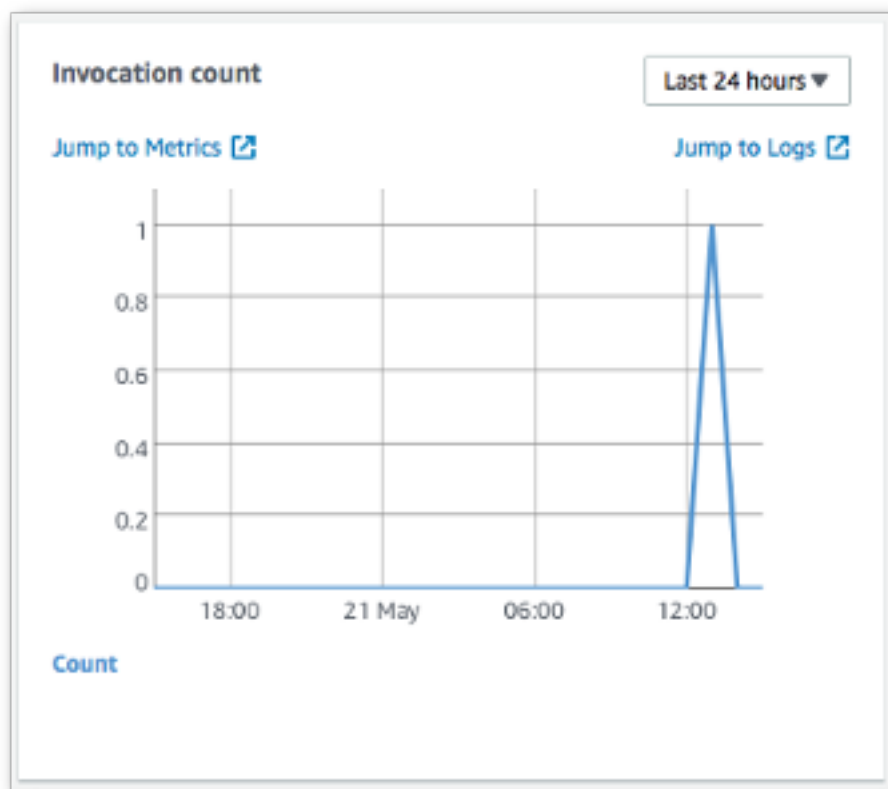 Invocation count
Last 24 hours
Jump to Metrics
Jump to Logs
1
0.8
0.6
0.4
0.2
0
18:00 21 May 06:00 12:00
Count